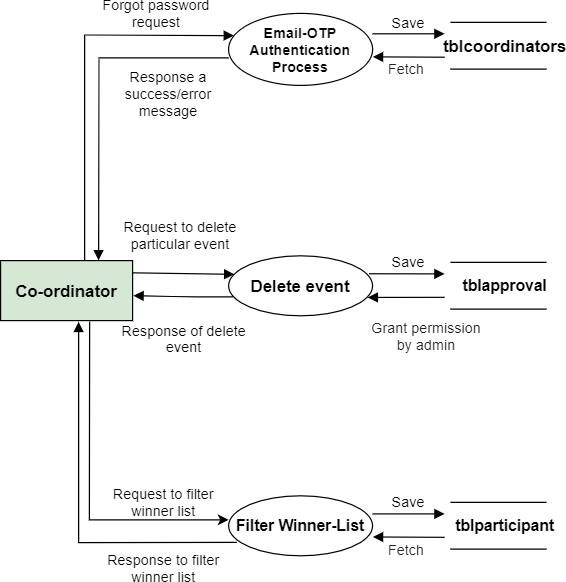 Forgot password
request
Email-OTP
Authentication
Process
Save
Fetch
tblcoordinators
Response a
success/error
message
Request to delete
particular event
Co-ordinator
Delete event
Save
tblapproval
Response of delete
event
Grant permission
by admin
Request to filter
winner list
Filter Winner-List
Save
Fetch
tblparticipant
Response to filter
winner list